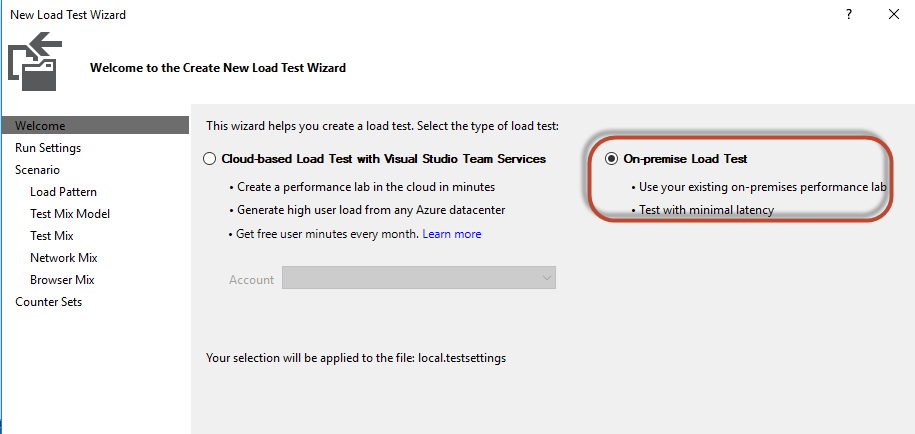 New Load Test Wizard
?
Welcome to the Create New Load Test Wizard
Welcome
Run Settings
Scenario
Load Pattern
Test Mix Model
Test Mix
Network Mix
Browser Mix
Counter Sets
This wizard helps you create a load test. Select the type of load test:
Cloud-based Load Test with Visual Studio Team Services
• Create a performance lab in the cloud in minutes
• Generate high user load from any Azure datacenter
• Get free user minutes every month. Learn more
Account
On-premise Load Test
• Use your existing on-premises performance lab
• Test with minimal latency
Your selection will be applied to the file: local.testsettings